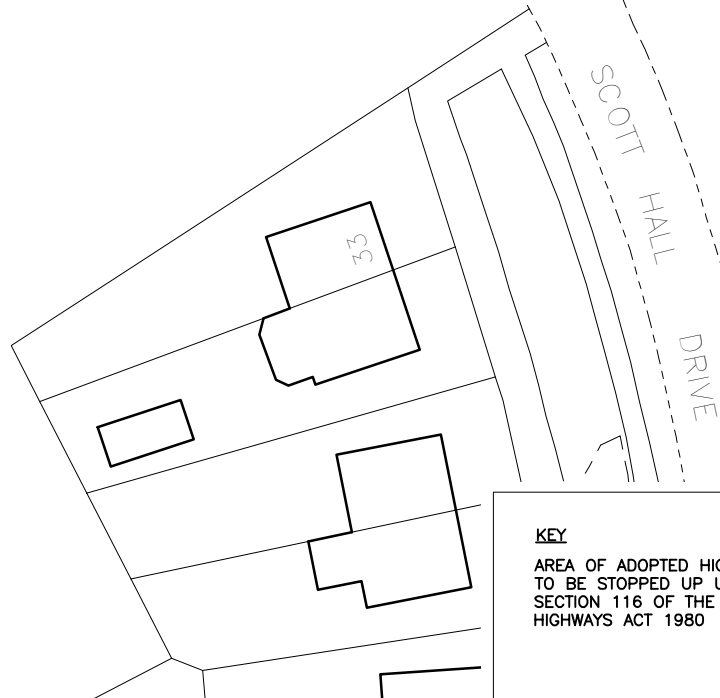 SCOTT HALL DRIVE
33
KEY
AREA OF ADOPTED HIG
TO BE STOPPED UP U
SECTION 116 OF THE
HIGHWAYS ACT 1980